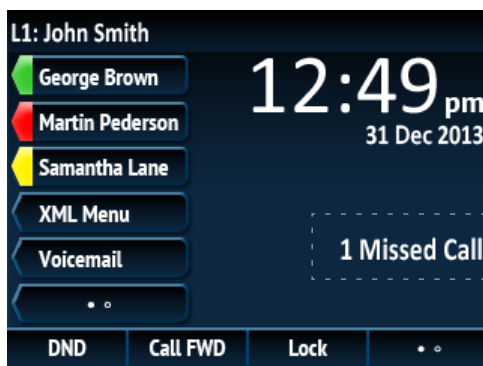 L1: John Smith
George Brown
12:49 pm
Martin Pederson
31 Dec 2013
Samantha Lane
XML Menu
Voicemail
1 Missed Call
DND Call FWD Lock